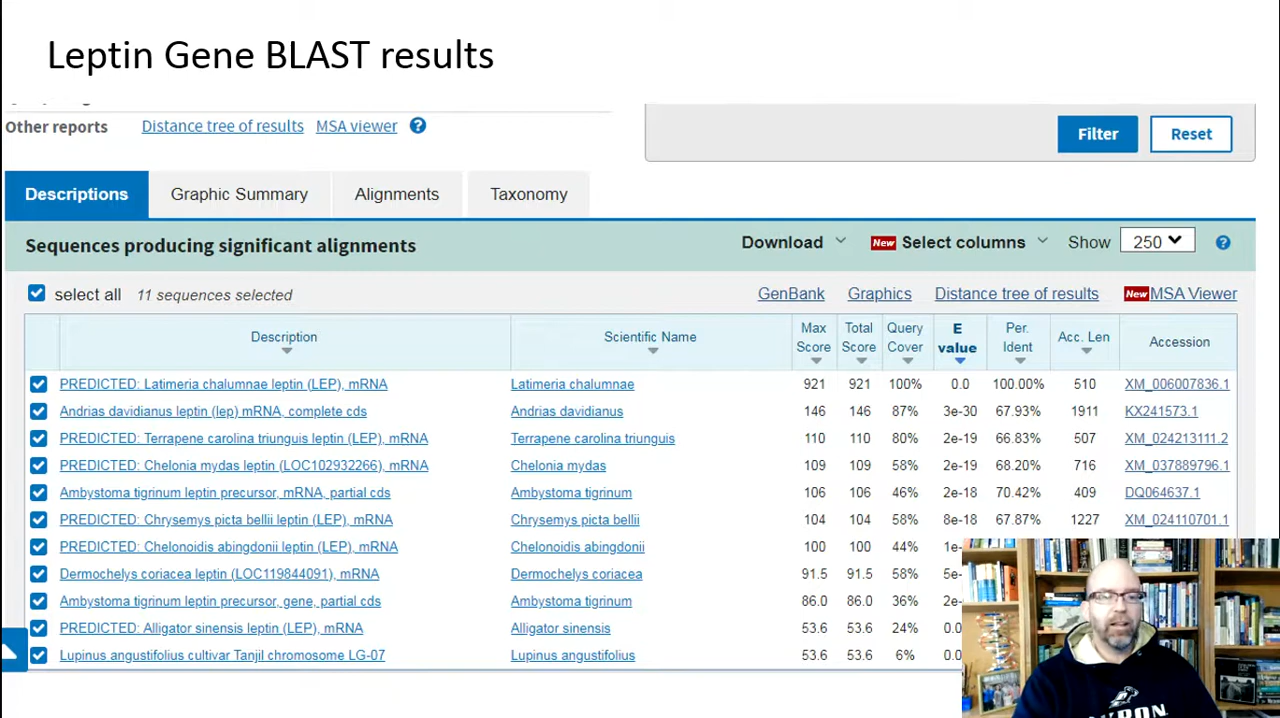 Leptin Gene BLAST results
Other reports Distance tree of results MSA viewer ?
Filter Reset
Descriptions Graphic Summary Alignments Taxonomy
Sequences producing significant alignments Download New Select columns Show 250 ?
select all 11 sequences selected GenBank Graphics Distance tree of results New MSA Viewer
Description Scientific Name Max Score Total Score Query Cover E value Per. Ident Acc. Len Accession
PREDICTED: Latimeria chalumnae leptin (LEP), mRNA Latimeria chalumnae 921 921 100% 0.0 100.00% 510 XM_006007836.1
Andrias davidianus leptin (lep) mRNA, complete cds Andrias davidianus 146 146 87% 3e-30 67.93% 1911 KX241573.1
PREDICTED: Terrapene carolina triunguis leptin (LEP), mRNA Terrapene carolina triunguis 110 110 80% 2e-19 66.83% 507 XM_024213111.2
PREDICTED: Chelonia mydas leptin (LOC102932266), mRNA Chelonia mydas 109 109 58% 2e-19 68.20% 716 XM_037889796.1
Ambystoma tigrinum leptin precursor, mRNA, partial cds Ambystoma tigrinum 106 106 46% 2e-18 70.42% 409 DQ064637.1
PREDICTED: Chrysemys picta bellii leptin (LEP), mRNA Chrysemys picta bellii 104 104 58% 8e-18 67.87% 1227 XM_024110701.1
PREDICTED: Chelonoidis abingdonii leptin (LEP), mRNA Chelonoidis abingdonii 100 100 44% 1e-
Dermochelys coriacea leptin (LOC119844091), mRNA Dermochelys coriacea 91.5 91.5 58% 5e-
Ambystoma tigrinum leptin precursor, gene, partial cds Ambystoma tigrinum 86.0 86.0 36% 2e-
PREDICTED: Alligator sinensis leptin (LEP), mRNA Alligator sinensis 53.6 53.6 24% 0.0
Lupinus angustifolius cultivar Tanjil chromosome LG-07 Lupinus angustifolius 53.6 53.6 6% 0.0